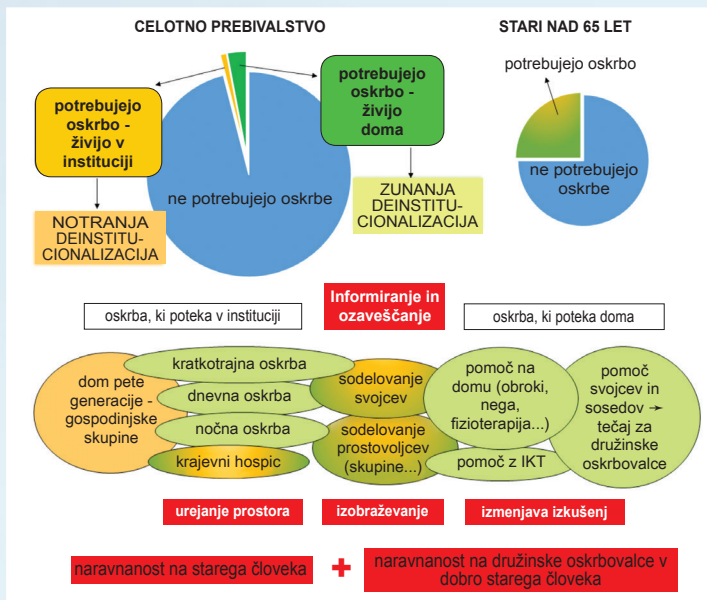 CELOTNO PREBIVALSTVO
STARI NAD 65 LET
potrebujejo
oskrbo -
živijo v
instituciji
potrebujejo
oskrbo -
živijo
doma
ne potrebujejo oskrbe
NOTRANJA
DEINSTITU-
CIONALIZACIJA
ZUNANJA
DEINSTITU-
CIONALIZACIJA
potrebujejo oskrbo
ne potrebujejo
oskrbe
oskrba, ki poteka v instituciji
Informiranje in
ozaveščanje
oskrba, ki poteka doma
dom pete
generacije -
gospodinjske
skupine
kratkotrajna oskrba
dnevna oskrba
nočna oskrba
krajevni hospic
sodelovanje
svojcev
sodelovanje
prostovoljcev
(skupine...)
pomoč na
domu (obroki,
nega,
fizioterapija...)
pomoč z IKT
pomoč
svojcev in
sosedov →
tečaj za
družinske
oskrbovalce
urejanje prostora
izobraževanje
izmenjava izkušenj
naravnanost na starega človeka
+
naravnanost na družinske oskrbovalce v
dobro starega človeka